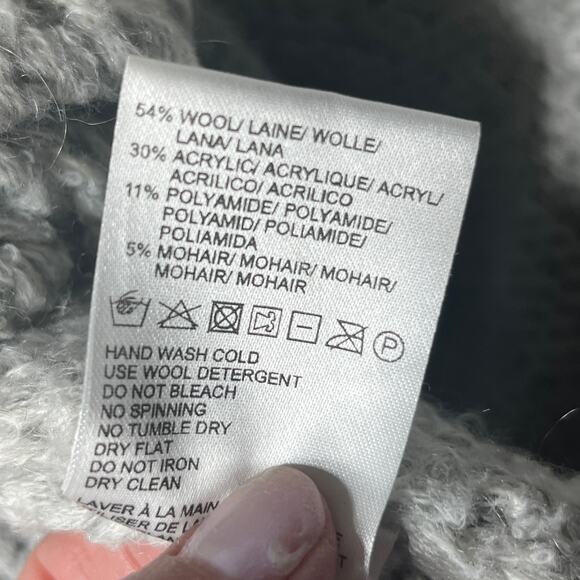 54% WOOL/ LAINE/ WOLLE/
LANA/ LANA
30% ACRYLIC/ ACRYLIQUE/ ACRYL/
ACRILICO/ ACRILICO
11% POLYAMIDE/ POLYAMIDE/
POLYAMID/ POLIAMIDE/
POLIAMIDA
5% MOHAIR/ MOHAIR/ MOHAIR/
MOHAIR/ MOHAIR
P
HAND WASH COLD
USE WOOL DETERGENT
DO NOT BLEACH
NO SPINNING
NO TUMBLE DRY
DRY FLAT
DO NOT IRON
DRY CLEAN
LAVER À LA MAIN